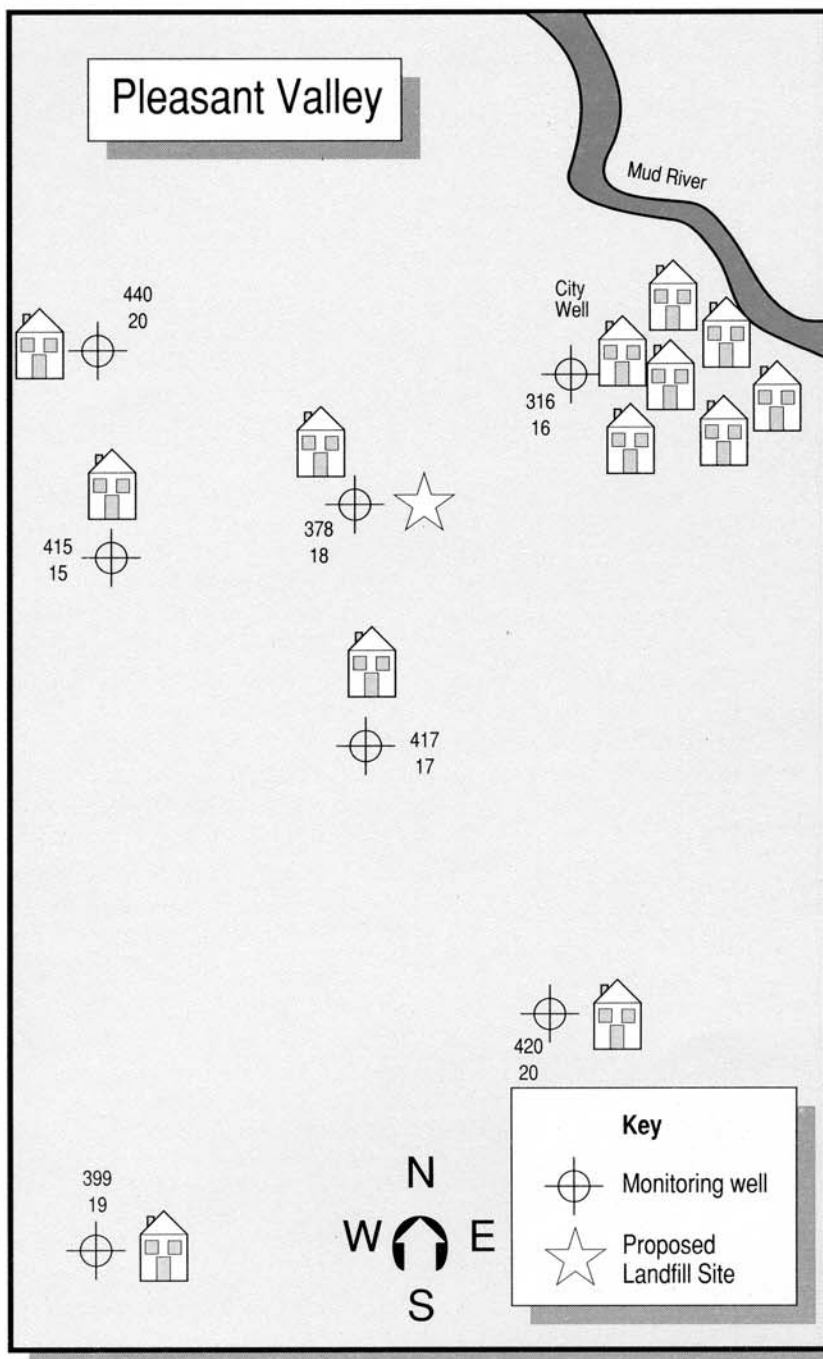 Pleasant Valley
Mud River
440
20
City
Well
316
16
378
18
415
15
417
17
420
20
399
19
N
W E
S
Key
Monitoring well
Proposed
Landfill Site